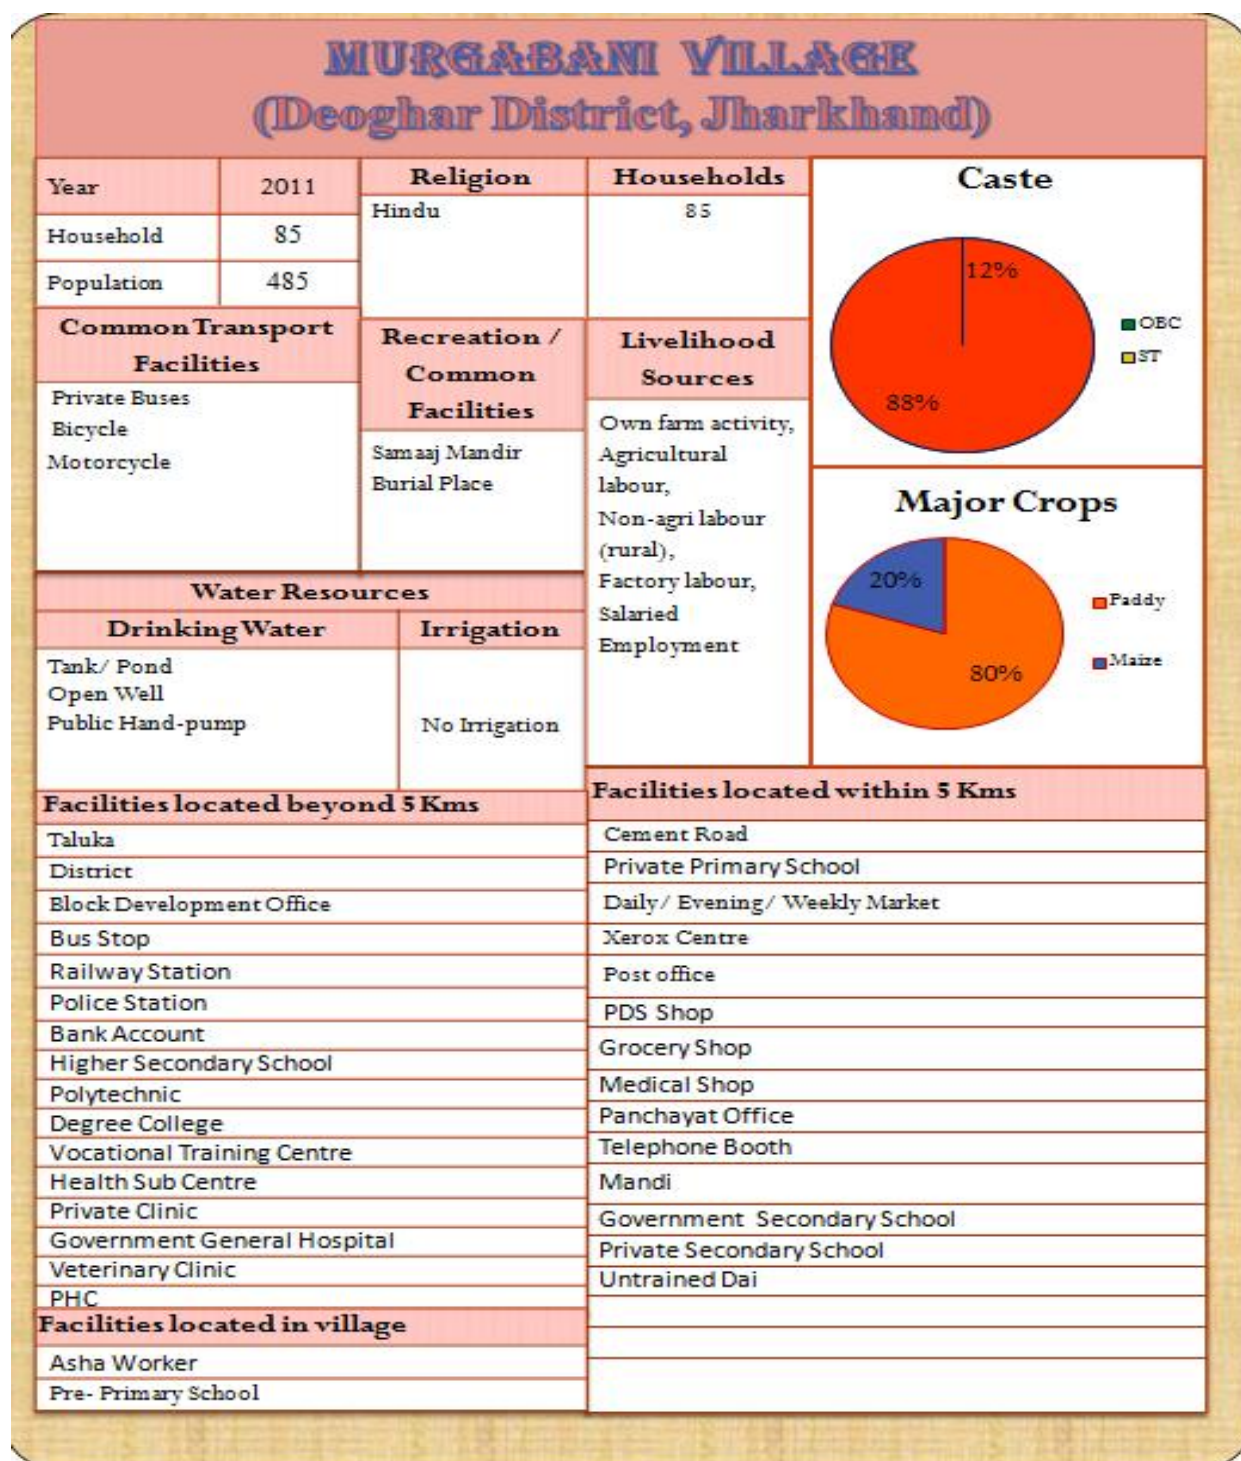 MURGABANI VILLAGE
(Deoghar District, Jharkhand)
Year 2011
Household 85
Population 485
Religion
Hindu
Households
85
Caste
12%
88%
OBC
ST
Common Transport
Facilities
Private Buses
Bicycle
Motorcycle
Recreation /
Common
Facilities
Samaaj Mandir
Burial Place
Livelihood
Sources
Own farm activity,
Agricultural
labour,
Non-agri labour
(rural),
Factory labour,
Salaried
Employment
Major Crops
20%
80%
Paddy
Maize
Water Resources
Drinking Water
Tank/ Pond
Open Well
Public Hand-pump
Irrigation
No Irrigation
Facilities located beyond 5 Kms
Taluka
District
Block Development Office
Bus Stop
Railway Station
Police Station
Bank Account
Higher Secondary School
Polytechnic
Degree College
Vocational Training Centre
Health Sub Centre
Private Clinic
Government General Hospital
Veterinary Clinic
PHC
Facilities located in village
Asha Worker
Pre- Primary School
Facilities located within 5 Kms
Cement Road
Private Primary School
Daily/ Evening/ Weekly Market
Xerox Centre
Post office
PDS Shop
Grocery Shop
Medical Shop
Panchayat Office
Telephone Booth
Mandi
Government Secondary School
Private Secondary School
Untrained Dai